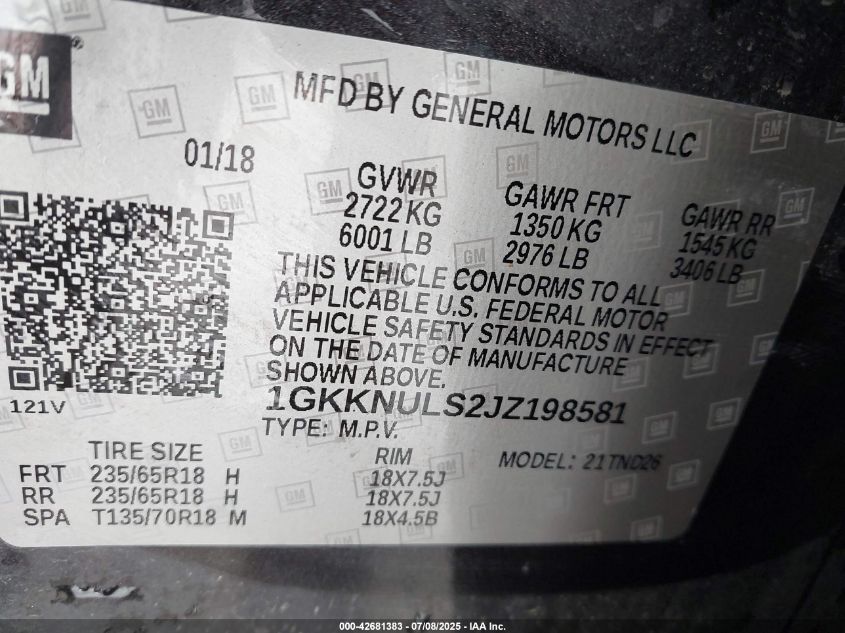 GM
MFD BY GENERAL MOTORS LLC
01/18
GVWR
2722 KG
6001 LB
GAWR FRT
1350 KG
2976 LB
GAWR RR
1545 KG
3406 LB
THIS VEHICLE CONFORMS TO ALL
APPLICABLE U.S. FEDERAL MOTOR
VEHICLE SAFETY STANDARDS IN EFFECT
ON THE DATE OF MANUFACTURE
SHOWN ABOVE.
1GKKNULS2JZ198581
121V
TYPE: M.P.V.
MODEL: 21TND26
TIRE SIZE RIM
FRT 235/65R18 H 18X7.5J
RR 235/65R18 H 18X7.5J
SPA T135/70R18 M 18X4.5B
000-42681383 - 07/08/2025 - IAA Inc.